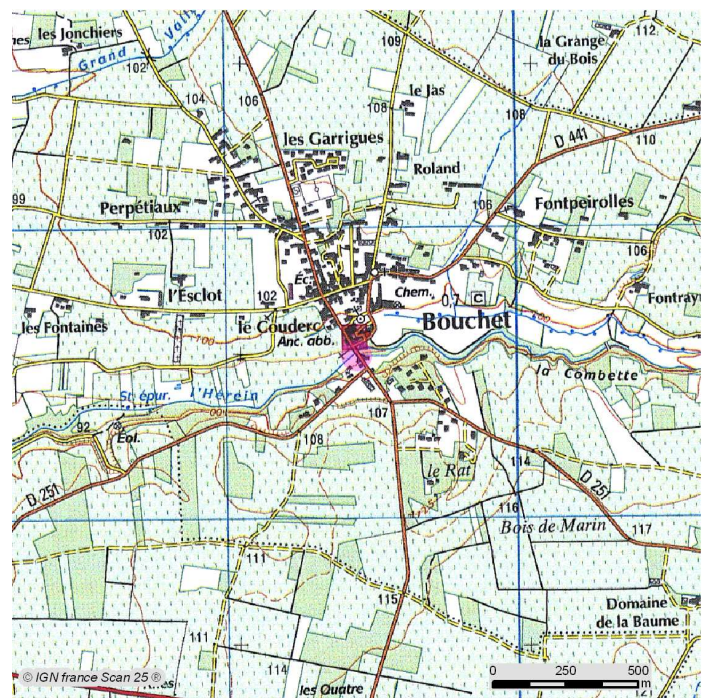 les Jonchiers
109
112
la Grange
du Bois
Grand
102
106
104
108
le Jas
108
D 441
110
les Garrigues
Roland
99
Perpétiaux
102
106
Fontpeirolles
106
Éc.
l'Esclot
102
Chem.
0,7
C
les Fontaines
100
le Couderc
Anc. abb.
Bouchet
100
la Combette
St. épur.
l'Hérein
100
92
Eol.
107
108
le Rat
114
D 251
D 251
115
116
Bois de Marin
117
111
115
Domaine
de la Baume
111
114
les Quatre
© IGN france Scan 25 ®
0 250 500
m